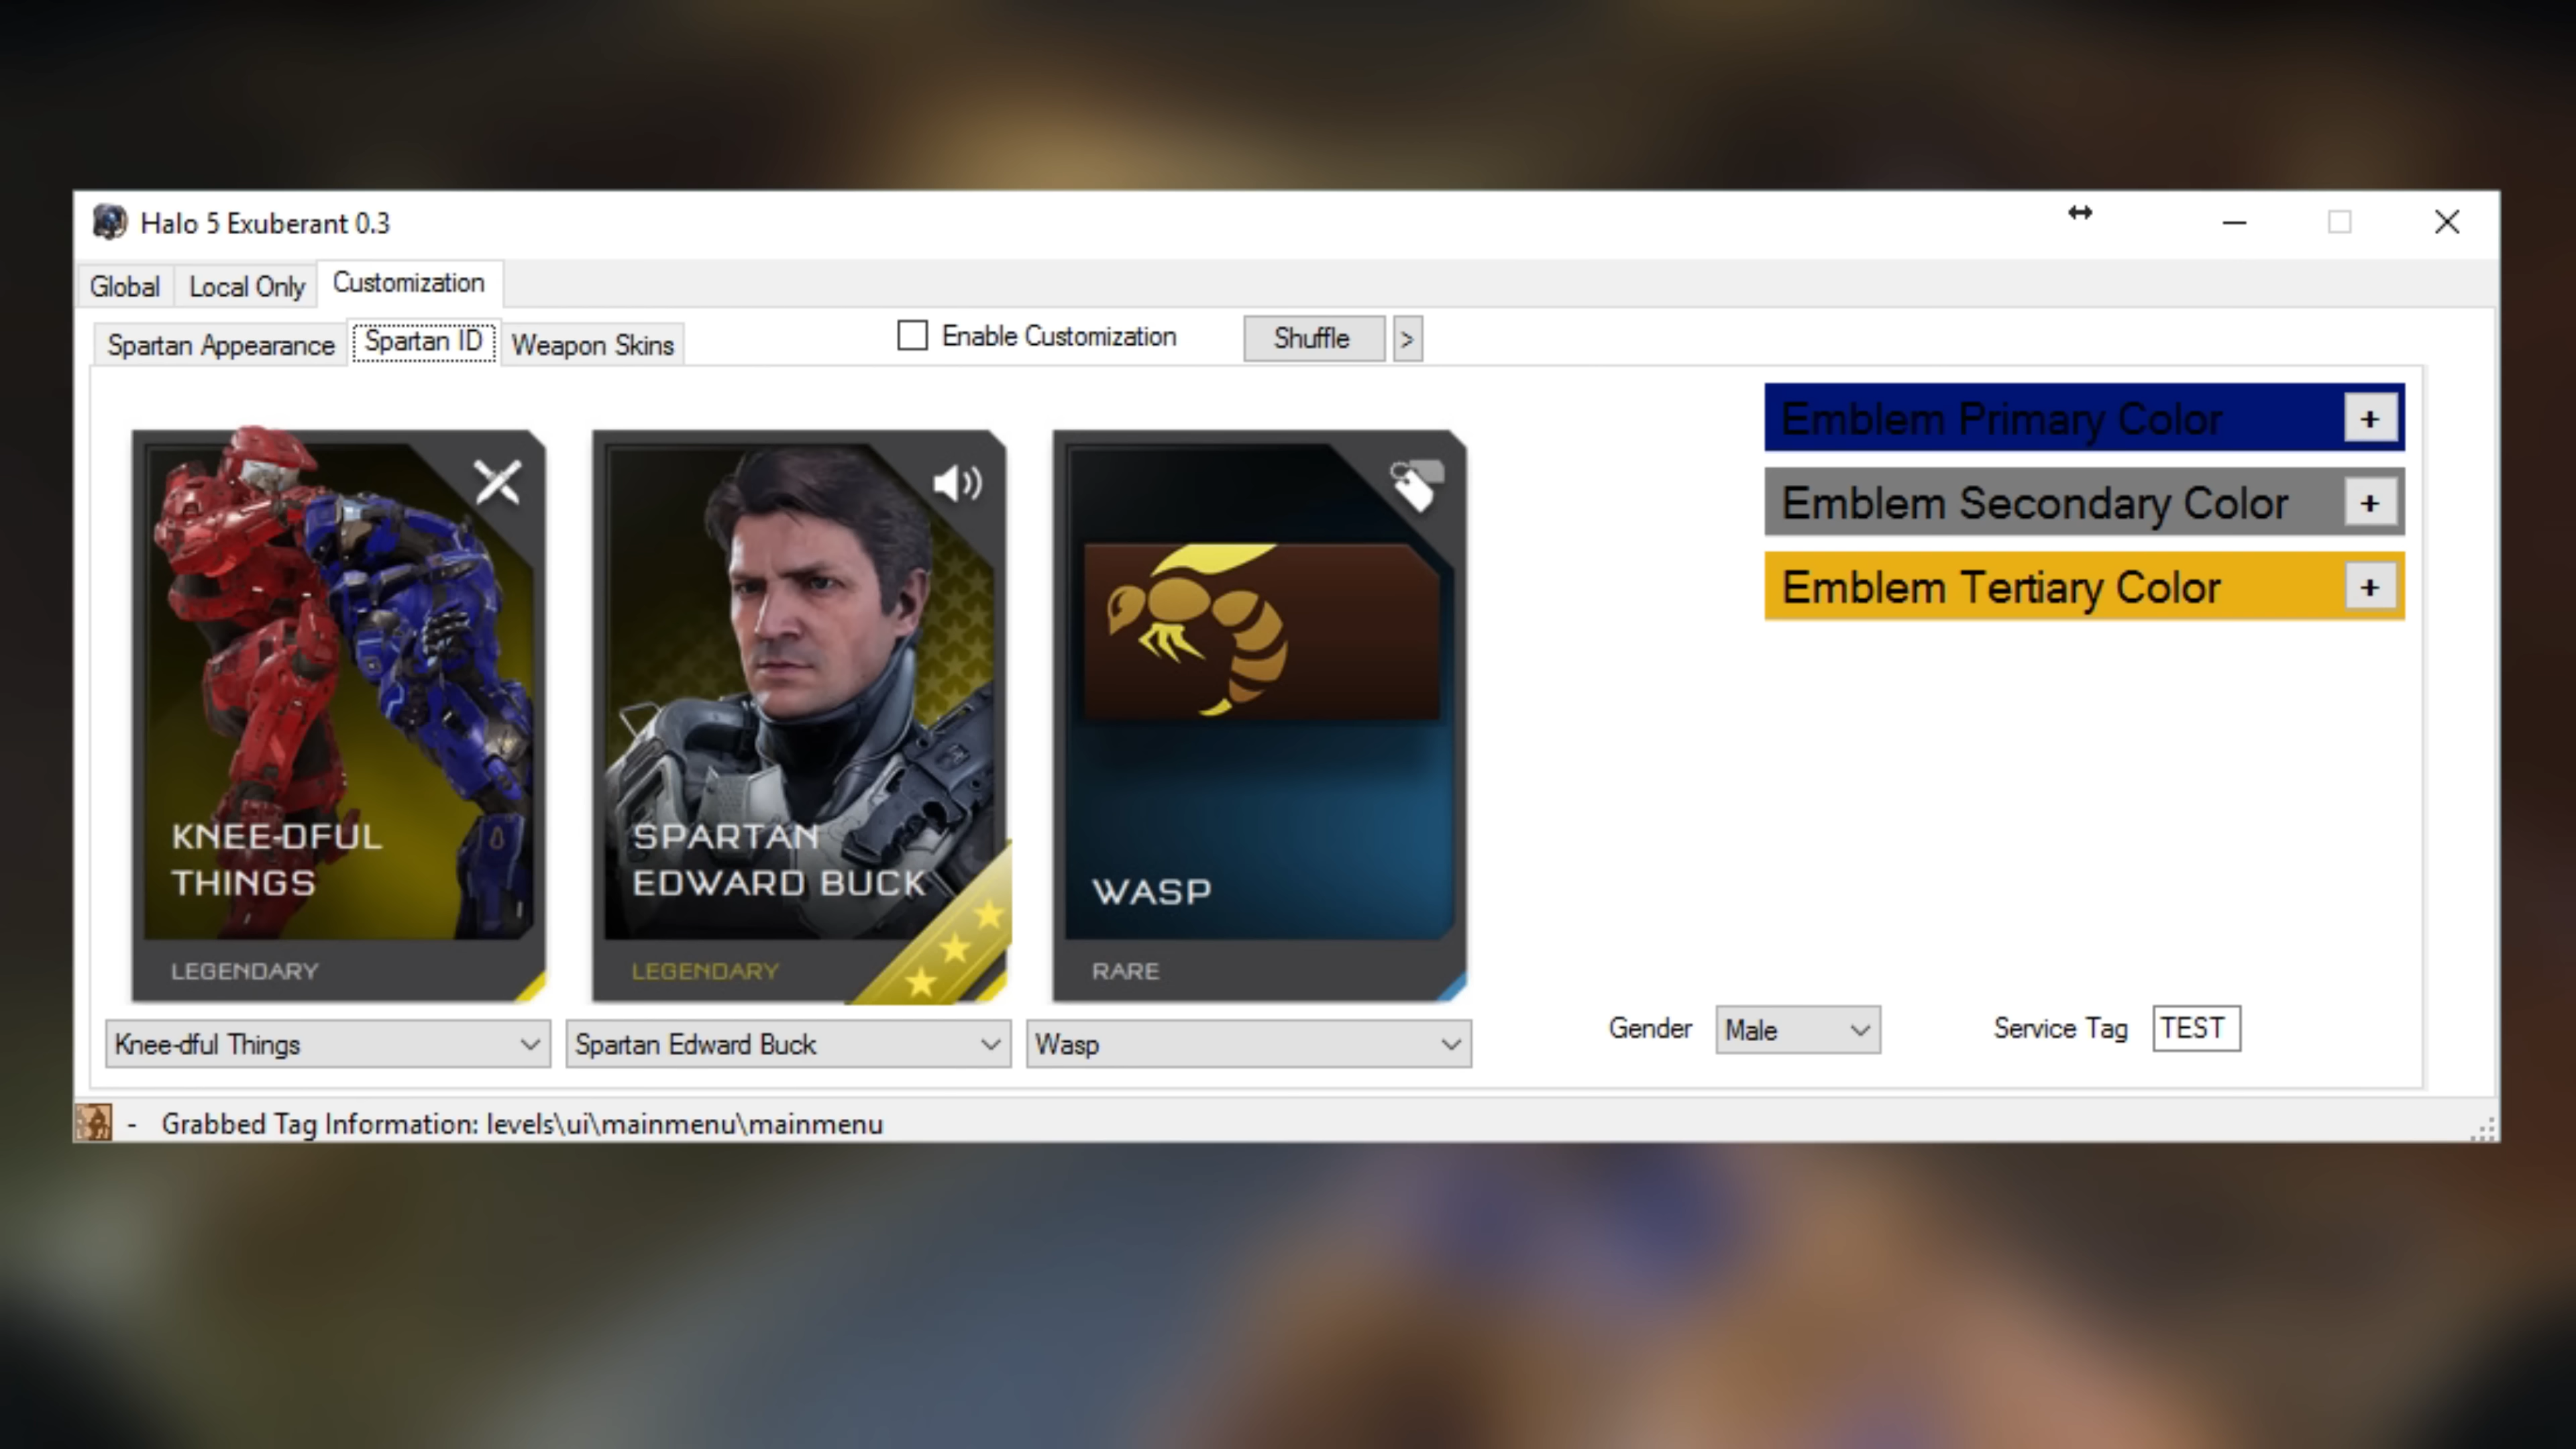 Halo 5 Exuberant 0.3
Global
Local Only
Customization
Spartan Appearance
Spartan ID
Weapon Skins
Enable Customization
Shuffle
>
Emblem Primary Color
+
Emblem Secondary Color
+
Emblem Tertiary Color
+
KNEE-DFUL
THINGS
LEGENDARY
SPARTAN
EDWARD BUCK
LEGENDARY
WASP
RARE
Knee-dful Things
Spartan Edward Buck
Wasp
Gender
Male
Service Tag
TEST
- Grabbed Tag Information: levels\ui\mainmenu\mainmenu